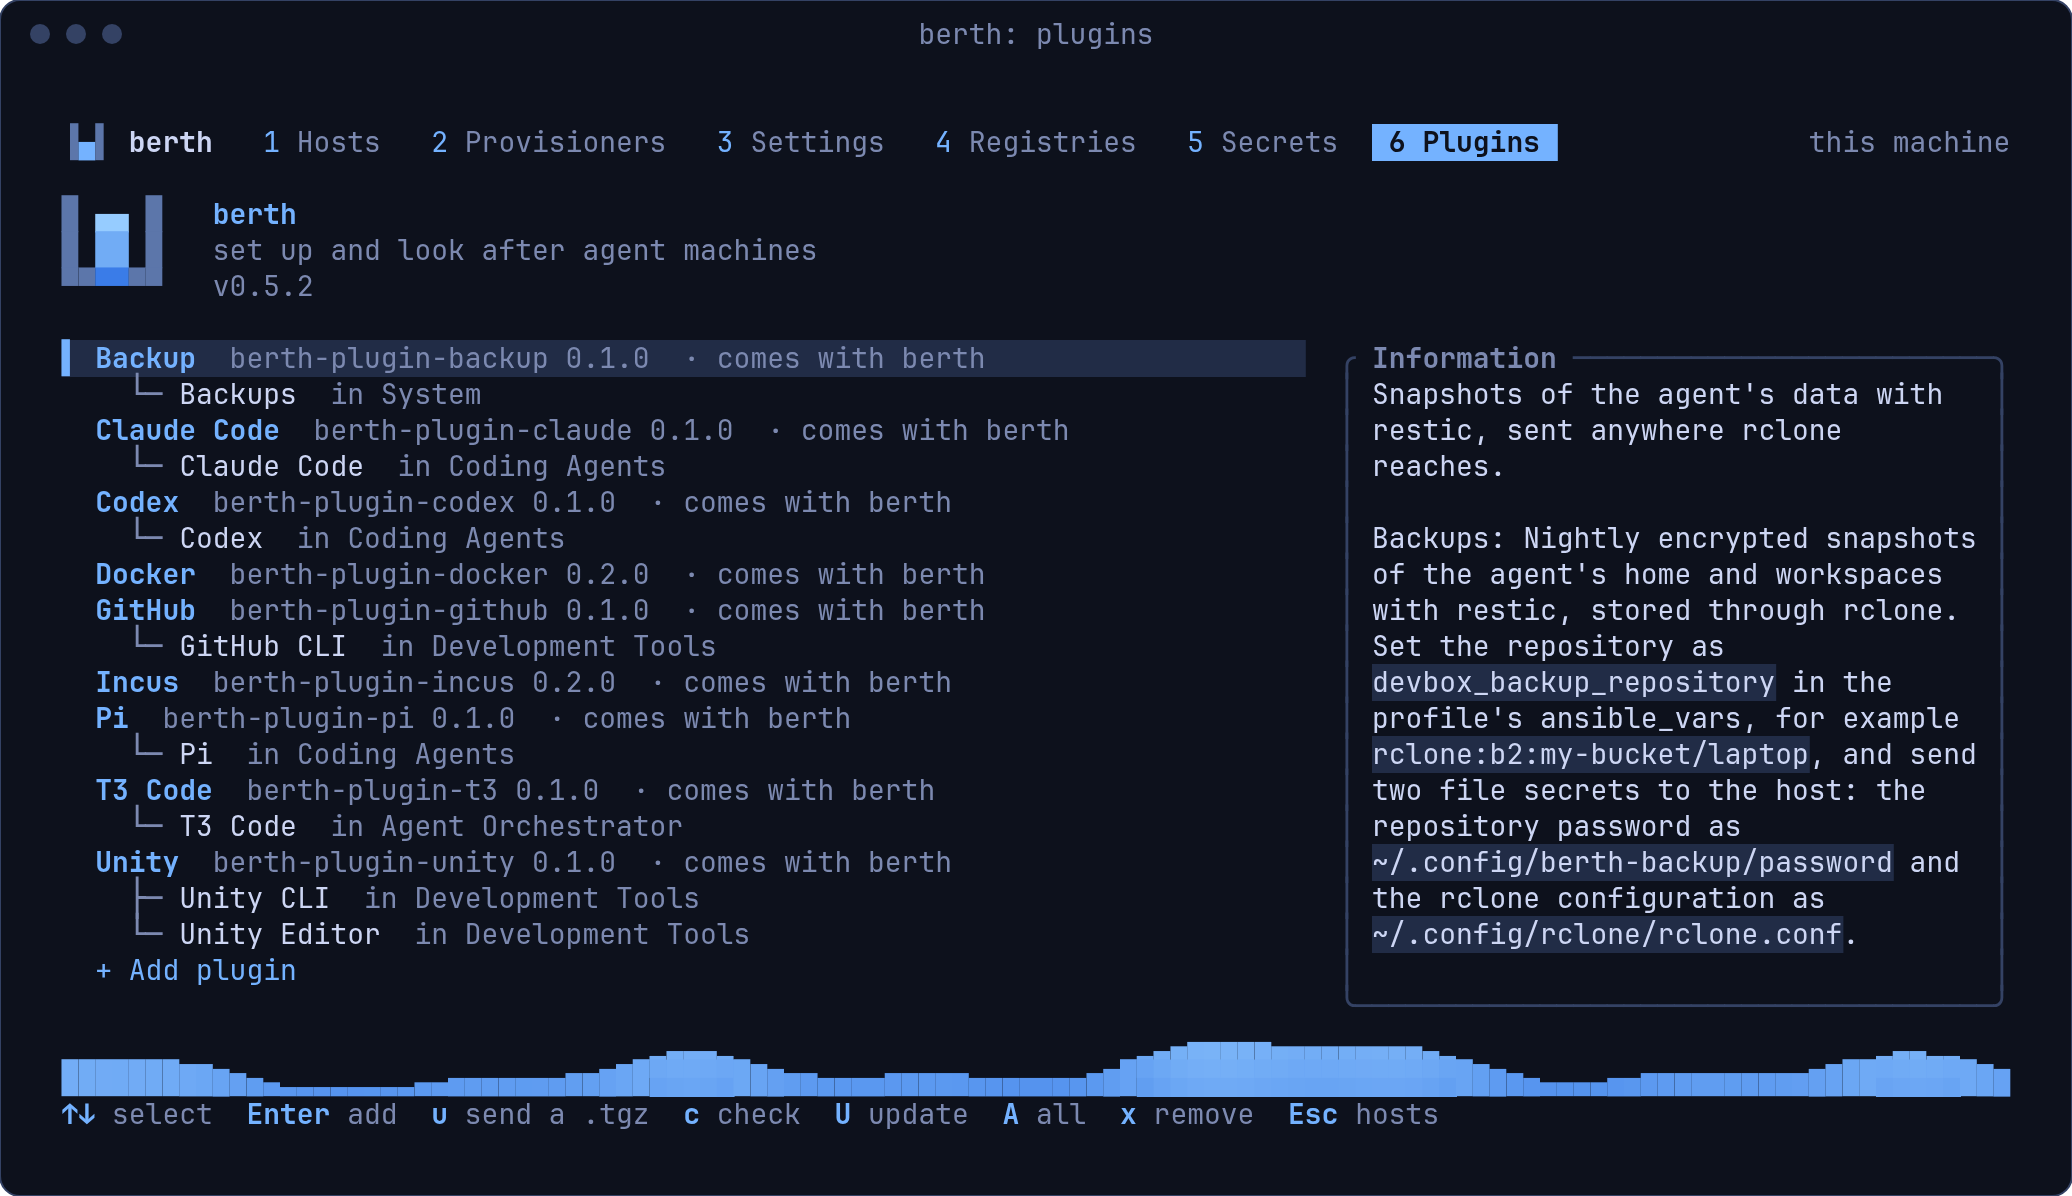 berth: plugins
berth 1 Hosts 2 Provisioners 3 Settings 4 Registries 5 Secrets 6 Plugins this machine
berth
set up and look after agent machines
v0.5.2
Backup berth-plugin-backup 0.1.0 · comes with berth
└─ Backups in System
Claude Code berth-plugin-claude 0.1.0 · comes with berth
└─ Claude Code in Coding Agents
Codex berth-plugin-codex 0.1.0 · comes with berth
└─ Codex in Coding Agents
Docker berth-plugin-docker 0.2.0 · comes with berth
GitHub berth-plugin-github 0.1.0 · comes with berth
└─ GitHub CLI in Development Tools
Incus berth-plugin-incus 0.2.0 · comes with berth
Pi berth-plugin-pi 0.1.0 · comes with berth
└─ Pi in Coding Agents
T3 Code berth-plugin-t3 0.1.0 · comes with berth
└─ T3 Code in Agent Orchestrator
Unity berth-plugin-unity 0.1.0 · comes with berth
├─ Unity CLI in Development Tools
└─ Unity Editor in Development Tools
+ Add plugin
Information
Snapshots of the agent's data with
restic, sent anywhere rclone
reaches.
Backups: Nightly encrypted snapshots
of the agent's home and workspaces
with restic, stored through rclone.
Set the repository as
devbox_backup_repository in the
profile's ansible_vars, for example
rclone:b2:my-bucket/laptop, and send
two file secrets to the host: the
repository password as
~/.config/berth-backup/password and
the rclone configuration as
~/.config/rclone/rclone.conf.
↑↓ select Enter add u send a .tgz c check U update A all x remove Esc hosts